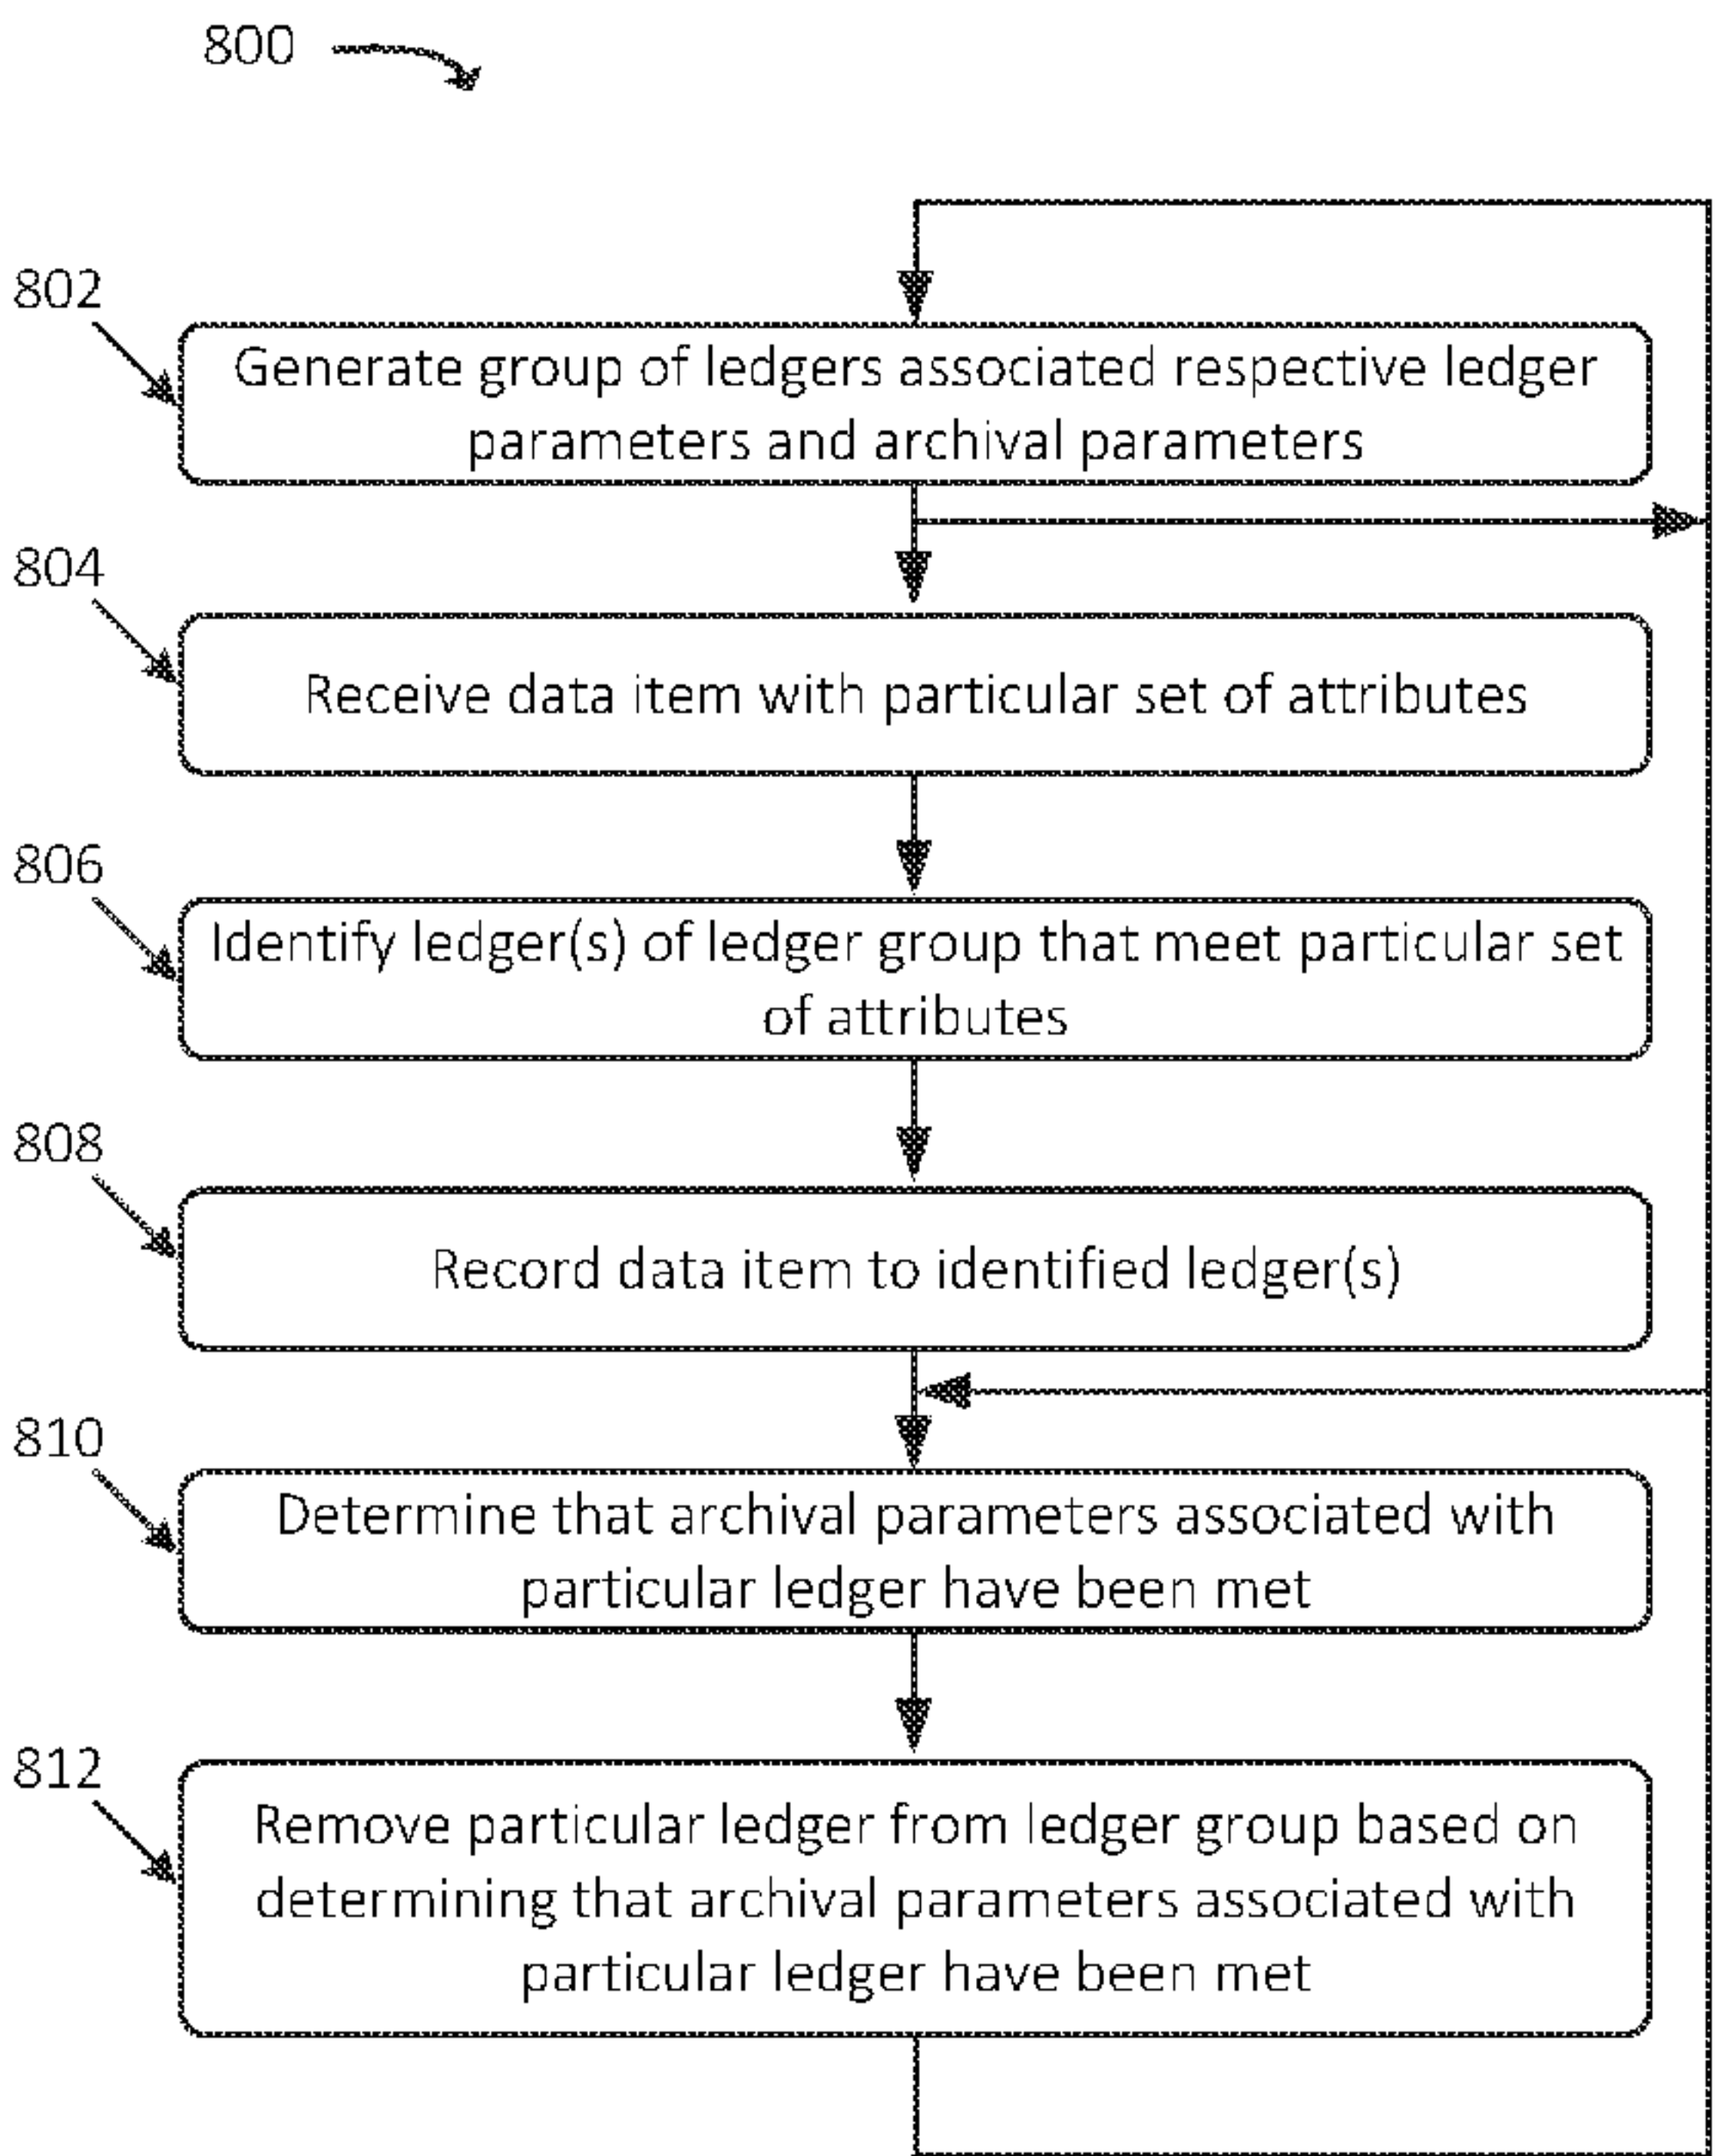 800
802
Generate group of ledgers associated respective ledger
parameters and archival parameters
804
Receive data item with particular set of attributes
806
Identify ledger(s) of ledger group that meet particular set
of attributes
808
Record data item to identified ledger(s)
810
Determine that archival parameters associated with
particular ledger have been met
812
Remove particular ledger from ledger group based on
determining that archival parameters associated with
particular ledger have been met